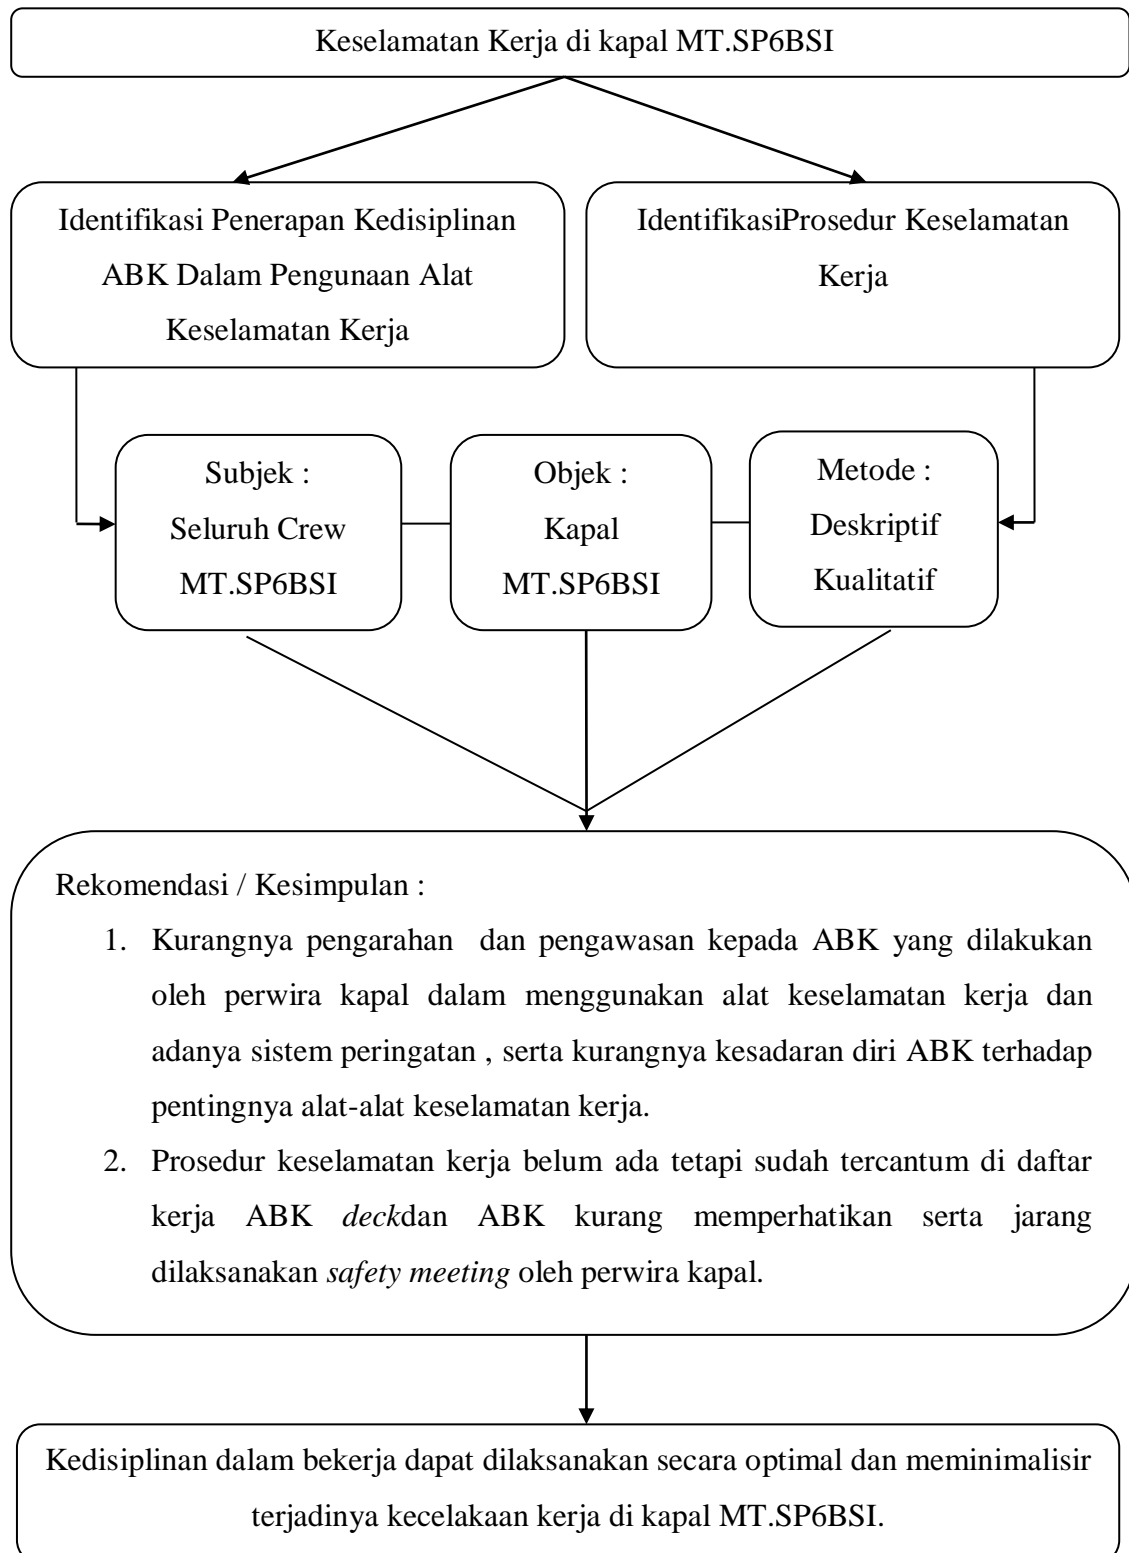 Keselamatan Kerja di kapal MT.SP6BSI
Identifikasi Penerapan Kedisiplinan
ABK Dalam Pengunaan Alat
Keselamatan Kerja
IdentifikasiProsedur Keselamatan
Kerja
Subjek :
Seluruh Crew
MT.SP6BSI
Objek :
Kapal
MT.SP6BSI
Metode :
Deskriptif
Kualitatif
Rekomendasi / Kesimpulan :
1. Kurangnya pengarahan dan pengawasan kepada ABK yang dilakukan
oleh perwira kapal dalam menggunakan alat keselamatan kerja dan
adanya sistem peringatan , serta kurangnya kesadaran diri ABK terhadap
pentingnya alat-alat keselamatan kerja.
2. Prosedur keselamatan kerja belum ada tetapi sudah tercantum di daftar
kerja ABK deckdan ABK kurang memperhatikan serta jarang
dilaksanakan safety meeting oleh perwira kapal.
Kedisiplinan dalam bekerja dapat dilaksanakan secara optimal dan meminimalisir
terjadinya kecelakaan kerja di kapal MT.SP6BSI.